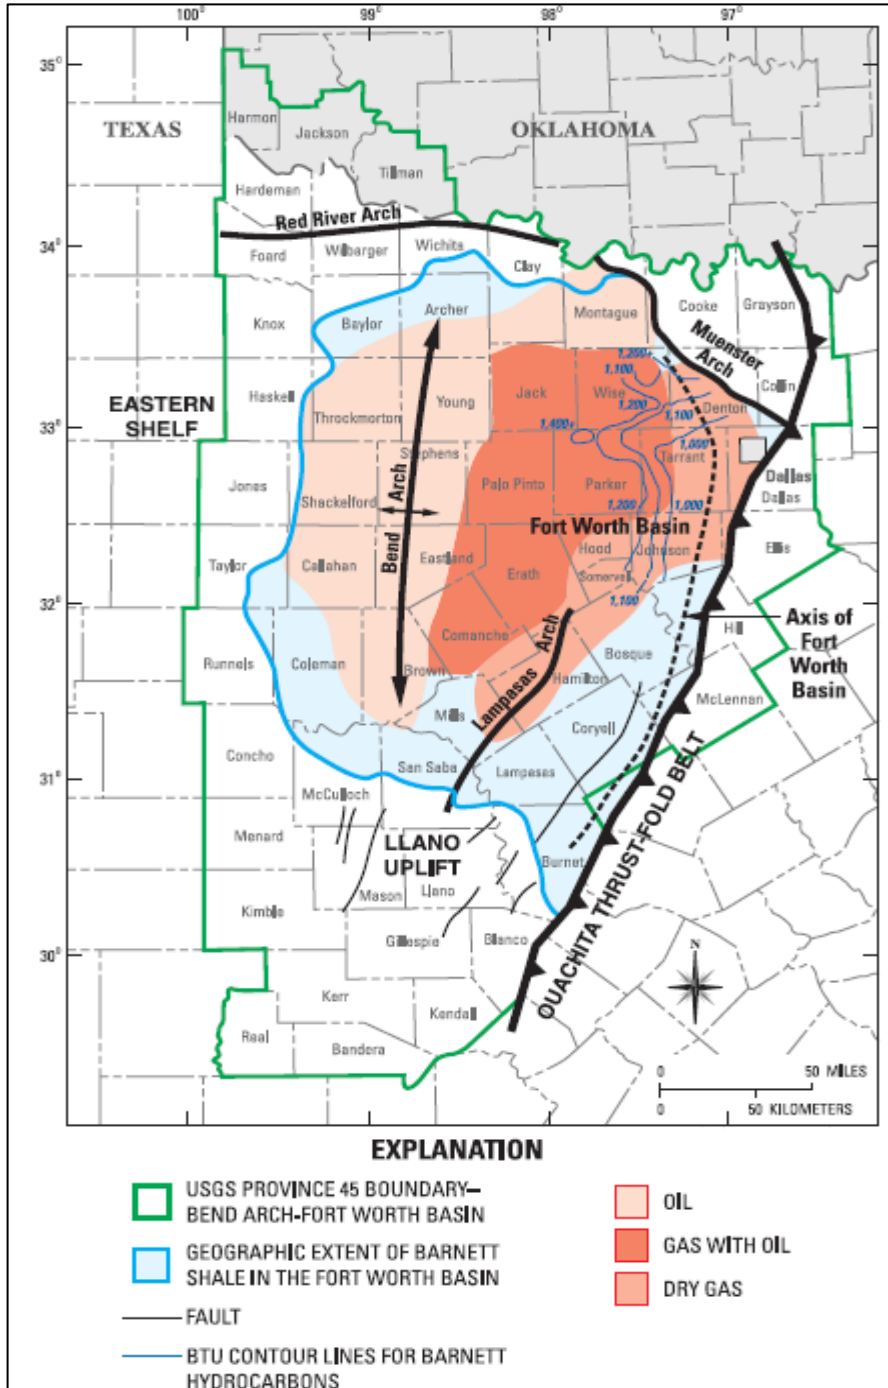 100°
99°
98°
97°
35°
TEXAS
OKLAHOMA
Harmon
Jackson
Tillman
Hardeman
Red River Arch
34°
Foard
Wilbarger
Wichita
Clay
Knox
Baylor
Archer
Montague
Cooke
Grayson
Muenster
Arch
1,200+
1,100
Haskell
EASTERN
SHELF
Throckmorton
Young
Jack
Wise
1,200
1,100
Denton
Collin
33°
1,400+
1,000
Stephens
Tarrant
Jones
Shackelford
Bend Arch
Palo Pinto
Parker
1,200
1,000
Dallas
Dallas
Fort Worth Basin
Taylor
Callahan
Eastland
Erath
Hood
Johnson
Ellis
Somervell
1,100
32°
Axis of
Fort
Worth
Basin
Hill
Runnels
Coleman
Brown
Comanche
Lampasas Arch
Bosque
Hamilton
McLennan
Mills
Coryell
31°
Concho
San Saba
Lampasas
McCulloch
Menard
LLANO
UPLIFT
Burnet
Mason
Llano
Kimble
OUACHITA THRUST-FOLD BELT
30°
Gillespie
Blanco
N
Kerr
Kendall
Real
Bandera
0 50 MILES
0 50 KILOMETERS
EXPLANATION
USGS PROVINCE 45 BOUNDARY–
BEND ARCH-FORT WORTH BASIN
GEOGRAPHIC EXTENT OF BARNETT
SHALE IN THE FORT WORTH BASIN
FAULT
BTU CONTOUR LINES FOR BARNETT
HYDROCARBONS
OIL
GAS WITH OIL
DRY GAS